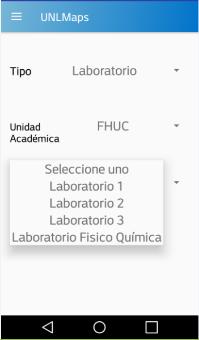 UNLMaps
Tipo Laboratorio
Unidad Académica FHUC
Seleccione uno
Laboratorio 1
Laboratorio 2
Laboratorio 3
Laboratorio Fisico Química